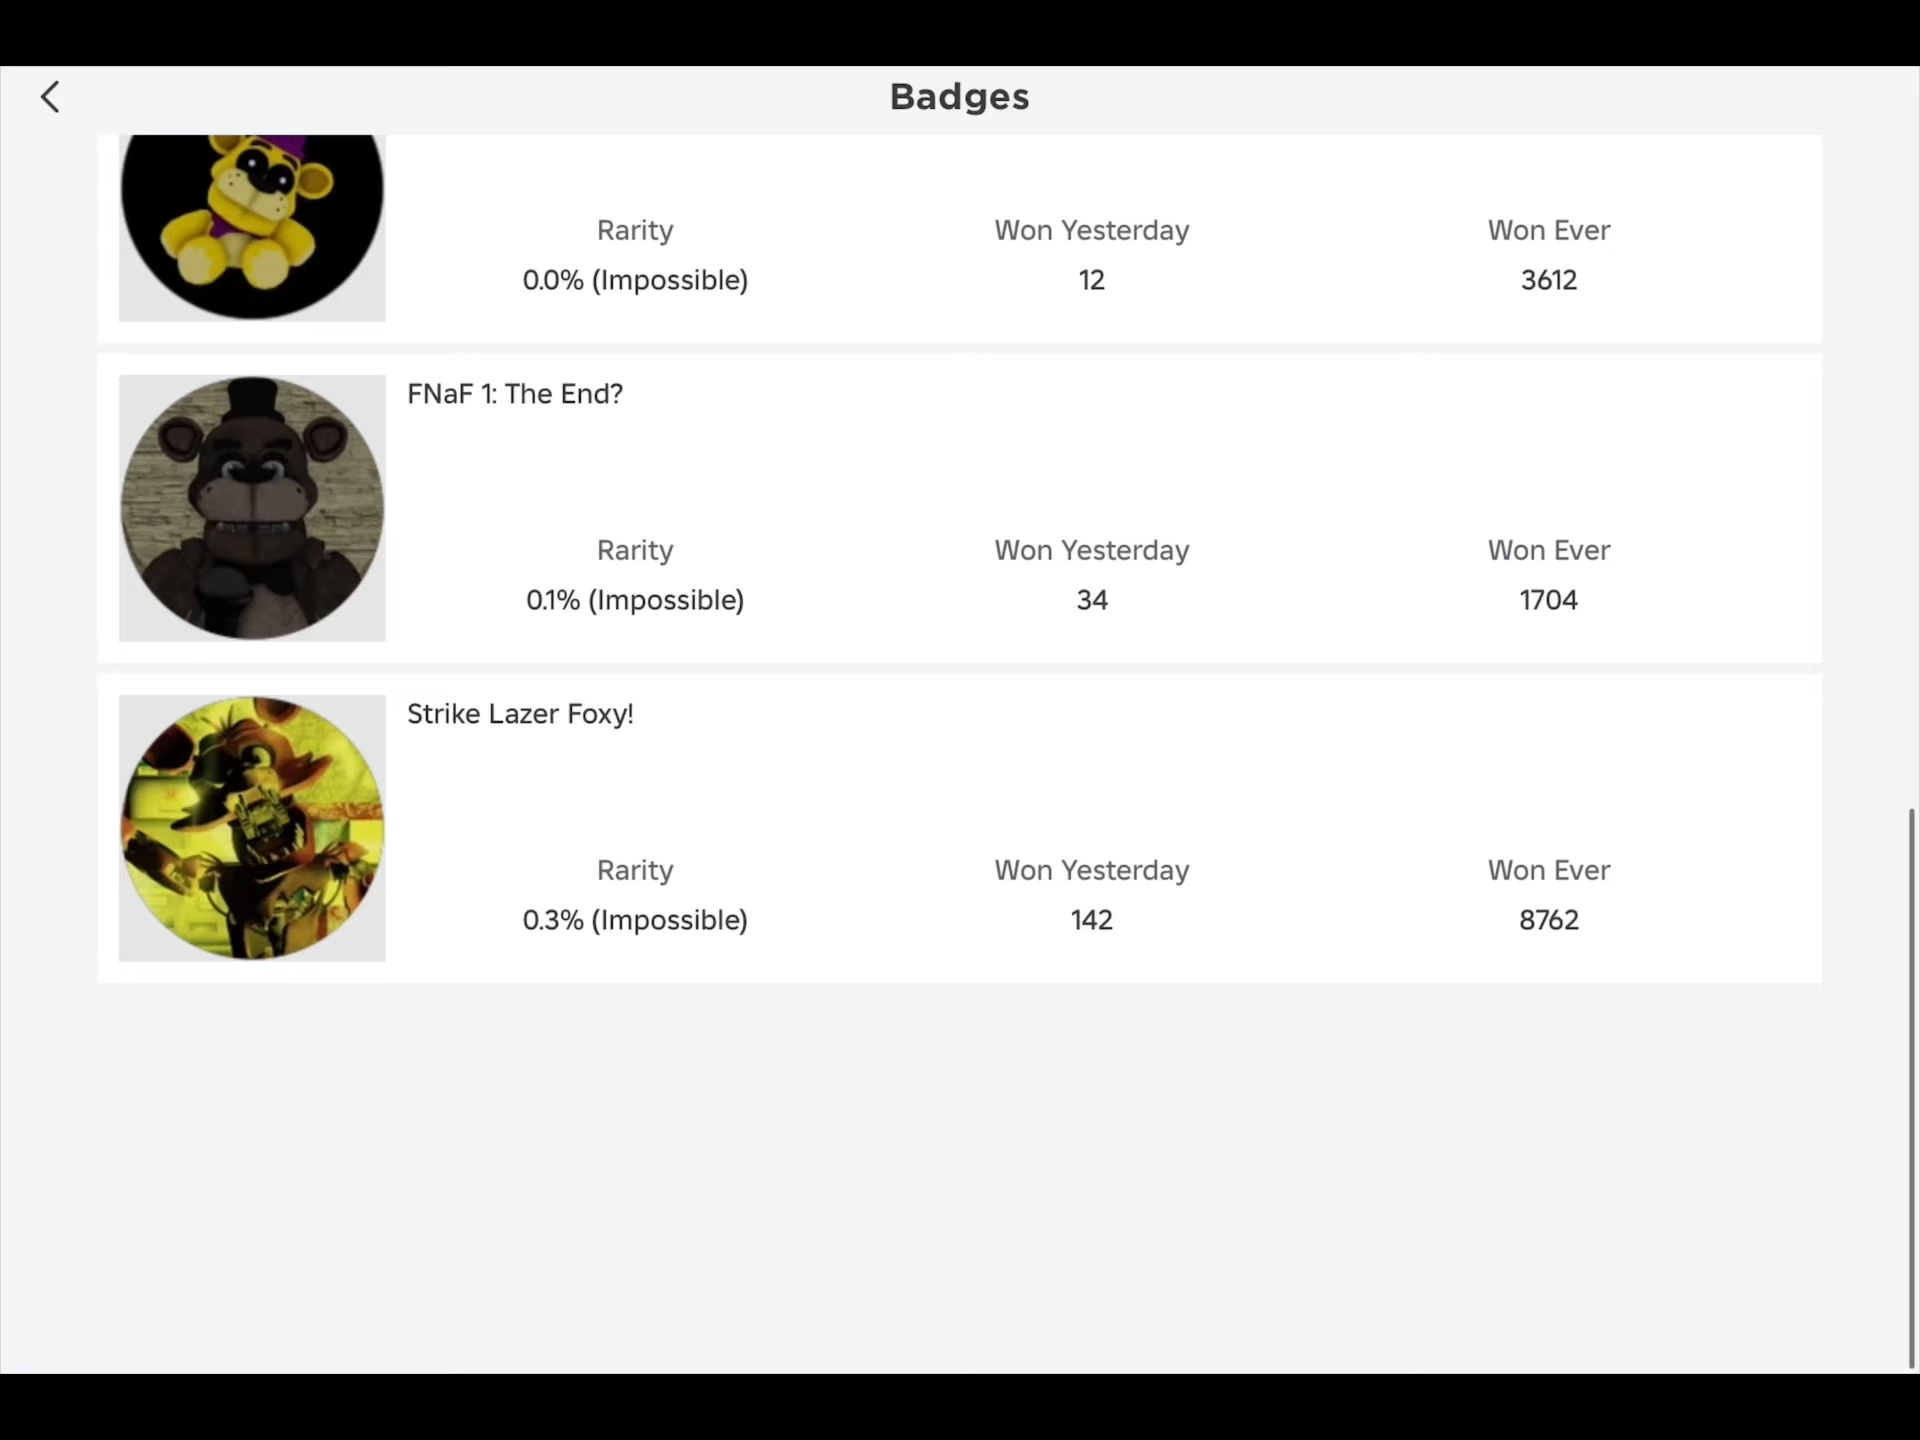 Badges
Rarity Won Yesterday Won Ever
0.0% (Impossible) 12 3612
FNaF 1: The End?
Rarity Won Yesterday Won Ever
0.1% (Impossible) 34 1704
Strike Lazer Foxy!
Rarity Won Yesterday Won Ever
0.3% (Impossible) 142 8762